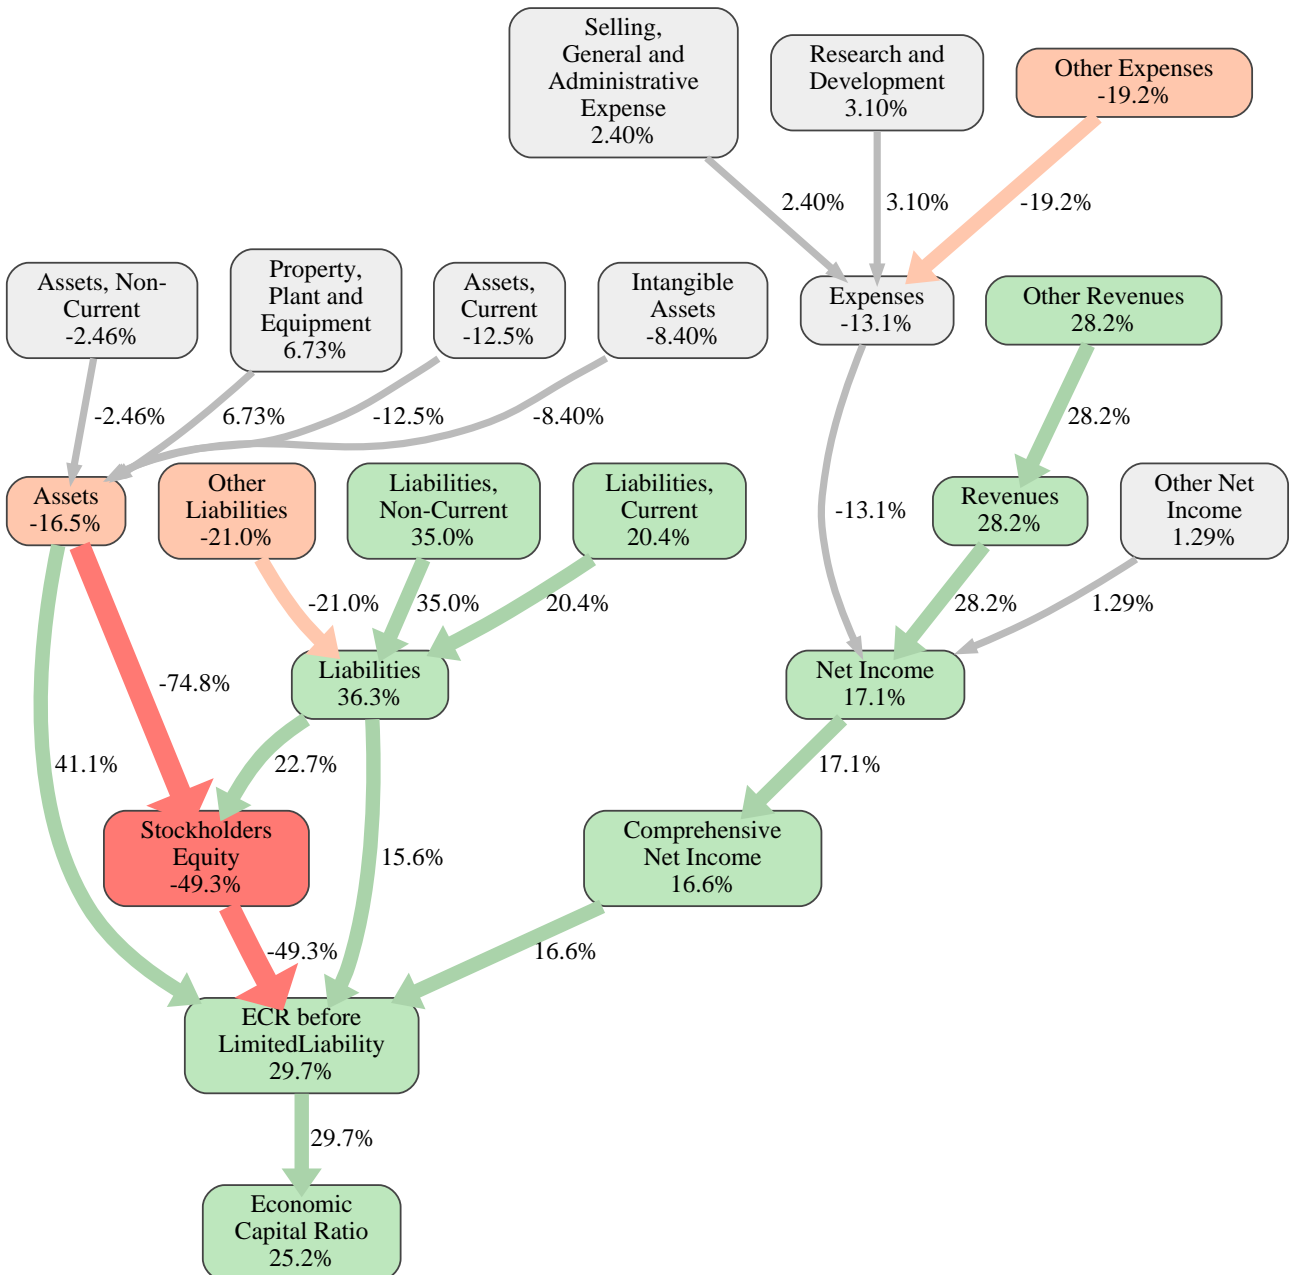 Selling,
General and
Administrative
Expense
2.40%
Research and
Development
3.10%
Other Expenses
-19.2%
2.40%
3.10%
-19.2%
Assets, Non-
Current
-2.46%
Property,
Plant and
Equipment
6.73%
Assets,
Current
-12.5%
Intangible
Assets
-8.40%
Expenses
-13.1%
Other Revenues
28.2%
-2.46%
6.73%
-12.5%
-8.40%
28.2%
Assets
-16.5%
Other
Liabilities
-21.0%
Liabilities,
Non-Current
35.0%
Liabilities,
Current
20.4%
-13.1%
Revenues
28.2%
Other Net
Income
1.29%
-21.0%
35.0%
20.4%
28.2%
1.29%
-74.8%
Liabilities
36.3%
Net Income
17.1%
41.1%
22.7%
17.1%
Stockholders
Equity
-49.3%
15.6%
Comprehensive
Net Income
16.6%
-49.3%
16.6%
ECR before
LimitedLiability
29.7%
29.7%
Economic
Capital Ratio
25.2%